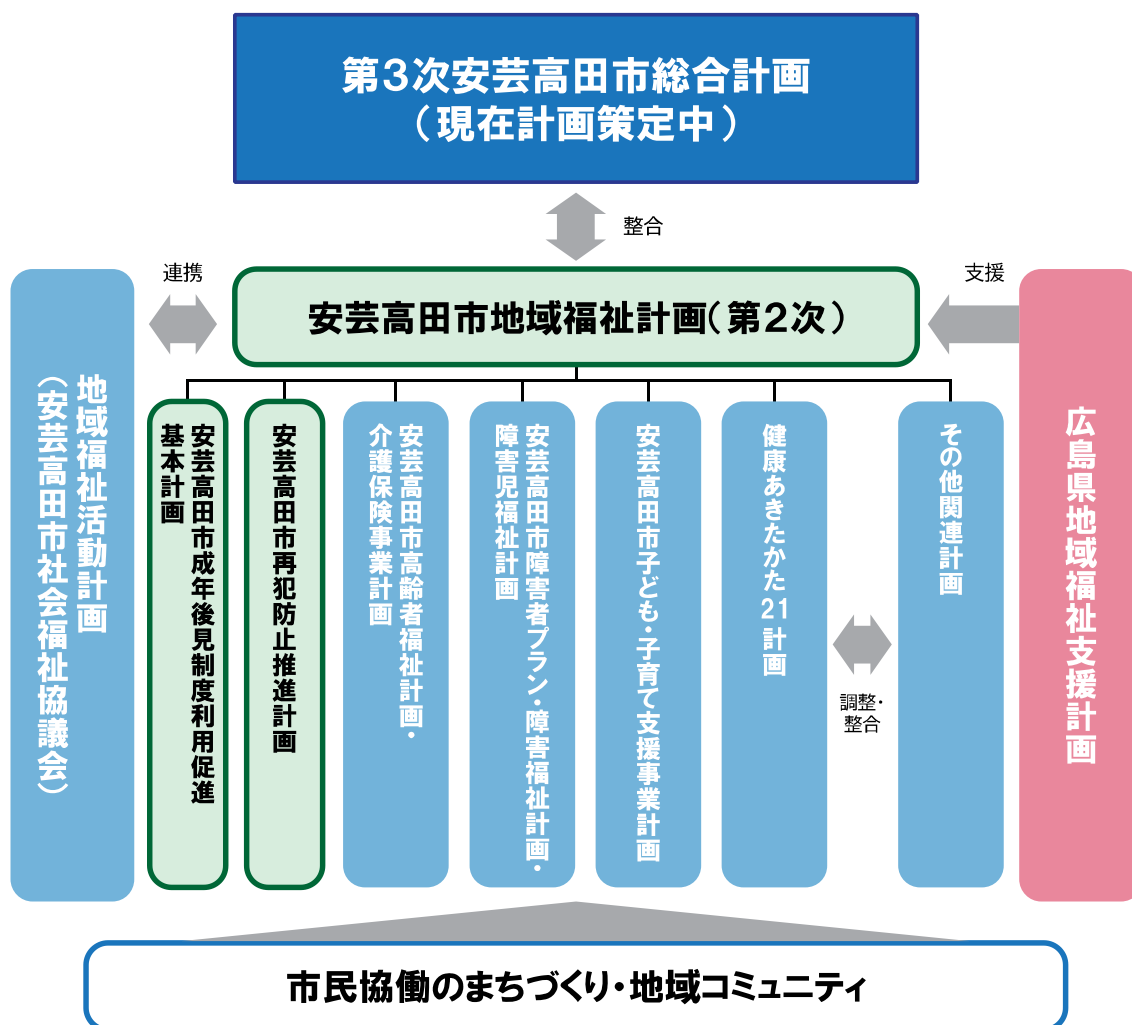 第3次安芸高田市総合計画
（現在計画策定中）
整合
連携
支援
安芸高田市地域福祉計画（第2次）
地域福祉活動計画
（安芸高田市社会福祉協議会）
安芸高田市成年後見制度利用促進
基本計画
安芸高田市再犯防止推進計画
安芸高田市高齢者福祉計画・
介護保険事業計画
安芸高田市障害者プラン・障害福祉計画・
障害児福祉計画
安芸高田市子ども・子育て支援事業計画
健康あきたかた21計画
調整・
整合
その他関連計画
広島県地域福祉支援計画
市民協働のまちづくり・地域コミュニティ